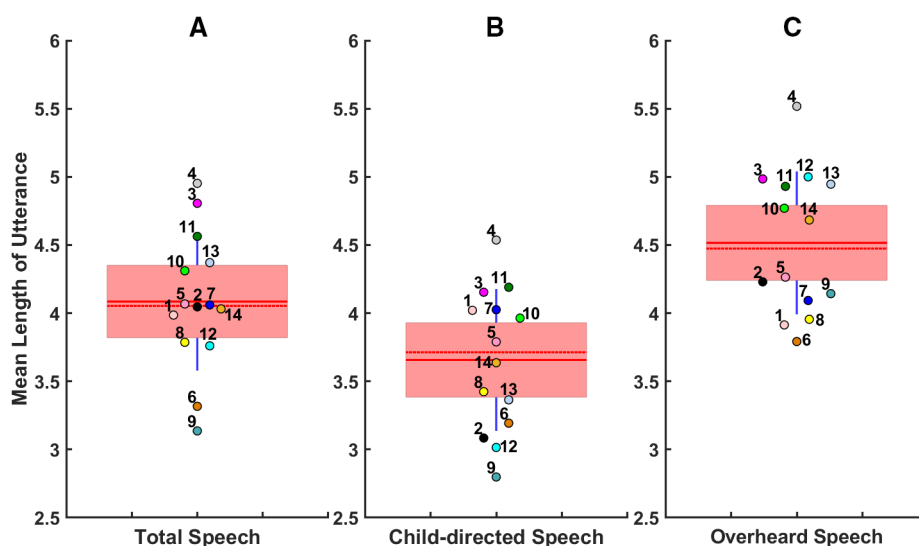 A B C
Mean Length of Utterance
6 6 6
5.5 5.5 5.5
5 5 5
4.5 4.5 4.5
4 4 4
3.5 3.5 3.5
3 3 3
2.5 2.5 2.5
4
3
11
13
10
5 2 7
1
14
8 12
6
9
4
3 11
1 7 10
5
14
8 13
6
2 12
9
4
3 11 12 13
10 14
2 5
7 9
1 8
6
Total Speech Child-directed Speech Overheard Speech